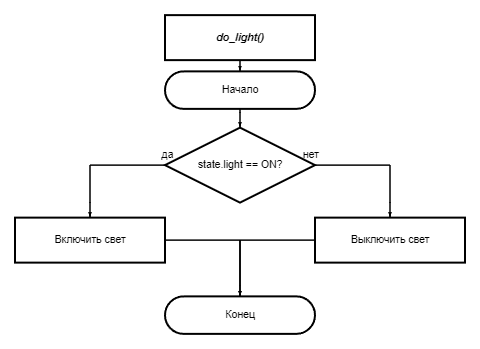 do_light()
Начало
да
нет
state.light == ON?
Включить свет
Выключить свет
Конец